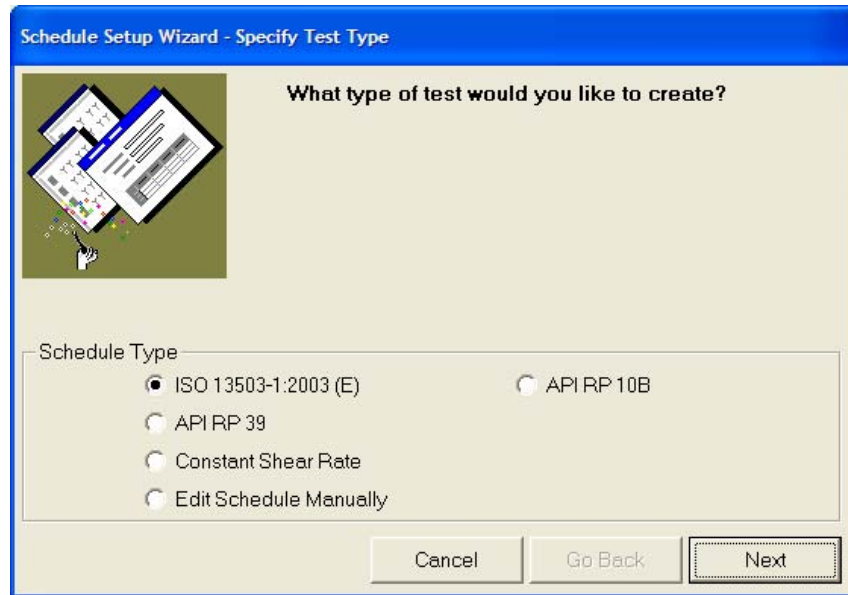 Schedule Setup Wizard - Specify Test Type
What type of test would you like to create?
Schedule Type
ISO 13503-1:2003 (E)
API RP 10B
API RP 39
Constant Shear Rate
Edit Schedule Manually
Cancel
Go Back
Next